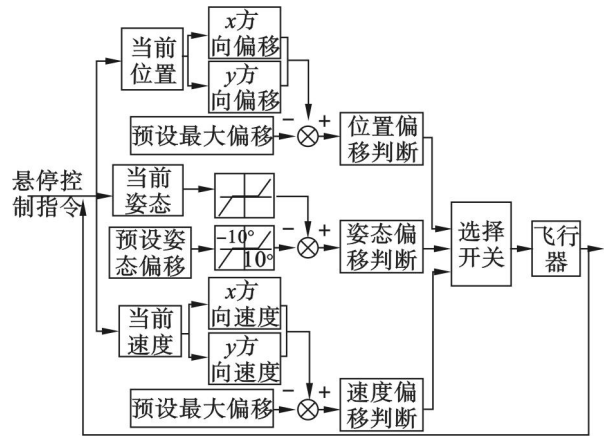 x方
向偏移
当前
位置
y方
向偏移
预设最大偏移
−
+
位置偏
移判断
悬停控
制指令
当前
姿态
预设姿
态偏移
−10°
10°
−
+
姿态偏
移判断
选择
开关
飞行
器
x方
向速度
当前
速度
y方
向速度
预设最大偏移
−
+
速度偏
移判断